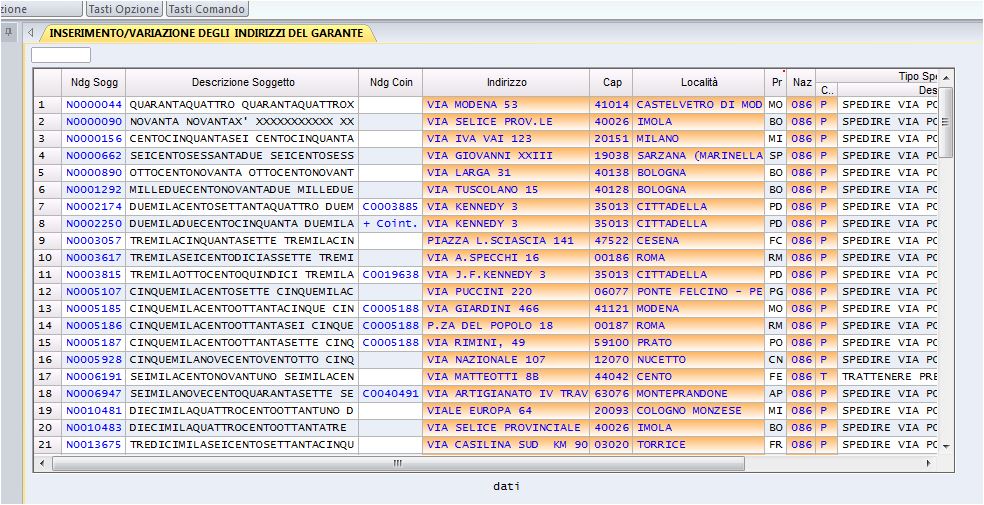 zione Tasti Opzione Tasti Comando
INSERIMENTO/VARIAZIONE DEGLI INDIRIZZI DEL GARANTE
Tipo Spe
Ndg Sogg Descrizione Soggetto Ndg Coin Indirizzo Cap Località Pr Naz C.. Des
1 N0000044 QUARANTAQUATTRO QUARANTAQUATTROX VIA MODENA 53 41014 CASTELVETRO DI MOD MO 086 P SPEDIRE VIA PO
2 N0000090 NOVANTA NOVANTAX' XXXXXXXXXXX XX VIA SELICE PROV.LE 40026 IMOLA BO 086 P SPEDIRE VIA PO
3 N0000156 CENTOCINQUANTASEI CENTOCINQUANTA VIA IVA VAI 123 20151 MILANO MI 086 P SPEDIRE VIA PO
4 N0000662 SEICENTOSESSANTADUE SEICENTOSESS VIA GIOVANNI XXIII 19038 SARZANA (MARINELLA SP 086 P SPEDIRE VIA PO
5 N0000890 OTTOCENTONOVANTA OTTOCENTONOVANT VIA LARGA 31 40138 BOLOGNA BO 086 P SPEDIRE VIA PO
6 N0001292 MILLEDUECENTONOVANTADUE MILLEDUE VIA TUSCOLANO 15 40128 BOLOGNA BO 086 P SPEDIRE VIA PO
7 N0002174 DUEMILACENTOSETTANTAQUATTRO DUEM C0003885 VIA KENNEDY 3 35013 CITTADELLA PD 086 P SPEDIRE VIA PO
8 N0002250 DUEMILADUECENTOCINQUANTA DUEMILA + Coint. VIA KENNEDY 3 35013 CITTADELLA PD 086 P SPEDIRE VIA PO
9 N0003057 TREMILACINQUANTASETTE TREMILACIN PIAZZA L.SCIASCIA 141 47522 CESENA FC 086 P SPEDIRE VIA PO
10 N0003617 TREMILASEICENTODICIASSETTE TREMI VIA A.SPECCHI 16 00186 ROMA RM 086 P SPEDIRE VIA PO
11 N0003815 TREMILAOTTOCENTOQUINDICI TREMILA C0019638 VIA J.F.KENNEDY 3 35013 CITTADELLA PD 086 P SPEDIRE VIA PO
12 N0005107 CINQUEMILACENTOSETTE CINQUEMILAC VIA PUCCINI 220 06077 PONTE FELCINO - PE PG 086 P SPEDIRE VIA PO
13 N0005185 CINQUEMILACENTOOTTANTACINQUE CIN C0005188 VIA GIARDINI 466 41121 MODENA MO 086 P SPEDIRE VIA PO
14 N0005186 CINQUEMILACENTOOTTANTASEI CINQUE C0005188 P.ZA DEL POPOLO 18 00187 ROMA RM 086 P SPEDIRE VIA PO
15 N0005187 CINQUEMILACENTOOTTANTASETTE CINQ C0005188 VIA RIMINI, 49 59100 PRATO PO 086 P SPEDIRE VIA PO
16 N0005928 CINQUEMILANOVECENTOVENTOTTO CINQ VIA NAZIONALE 107 12070 NUCETTO CN 086 P SPEDIRE VIA PO
17 N0006191 SEIMILACENTONOVANTUNO SEIMILACEN VIA MATTEOTTI 8B 44042 CENTO FE 086 T TRATTENERE PRE
18 N0006947 SEIMILANOVECENTOQUARANTASETTE SE C0040491 VIA ARTIGIANATO IV TRAV 63076 MONTEPRANDONE AP 086 P SPEDIRE VIA PO
19 N0010481 DIECIMILAQUATTROCENTOOTTANTUNO D VIALE EUROPA 64 20093 COLOGNO MONZESE MI 086 P SPEDIRE VIA PO
20 N0010483 DIECIMILAQUATTROCENTOOTTANTATRE VIA SELICE PROVINCIALE 40026 IMOLA BO 086 P SPEDIRE VIA PO
21 N0013675 TREDICIMILASEICENTOSETTANTACINQU VIA CASILINA SUD KM 90 03020 TORRICE FR 086 P SPEDIRE VIA PO
dati